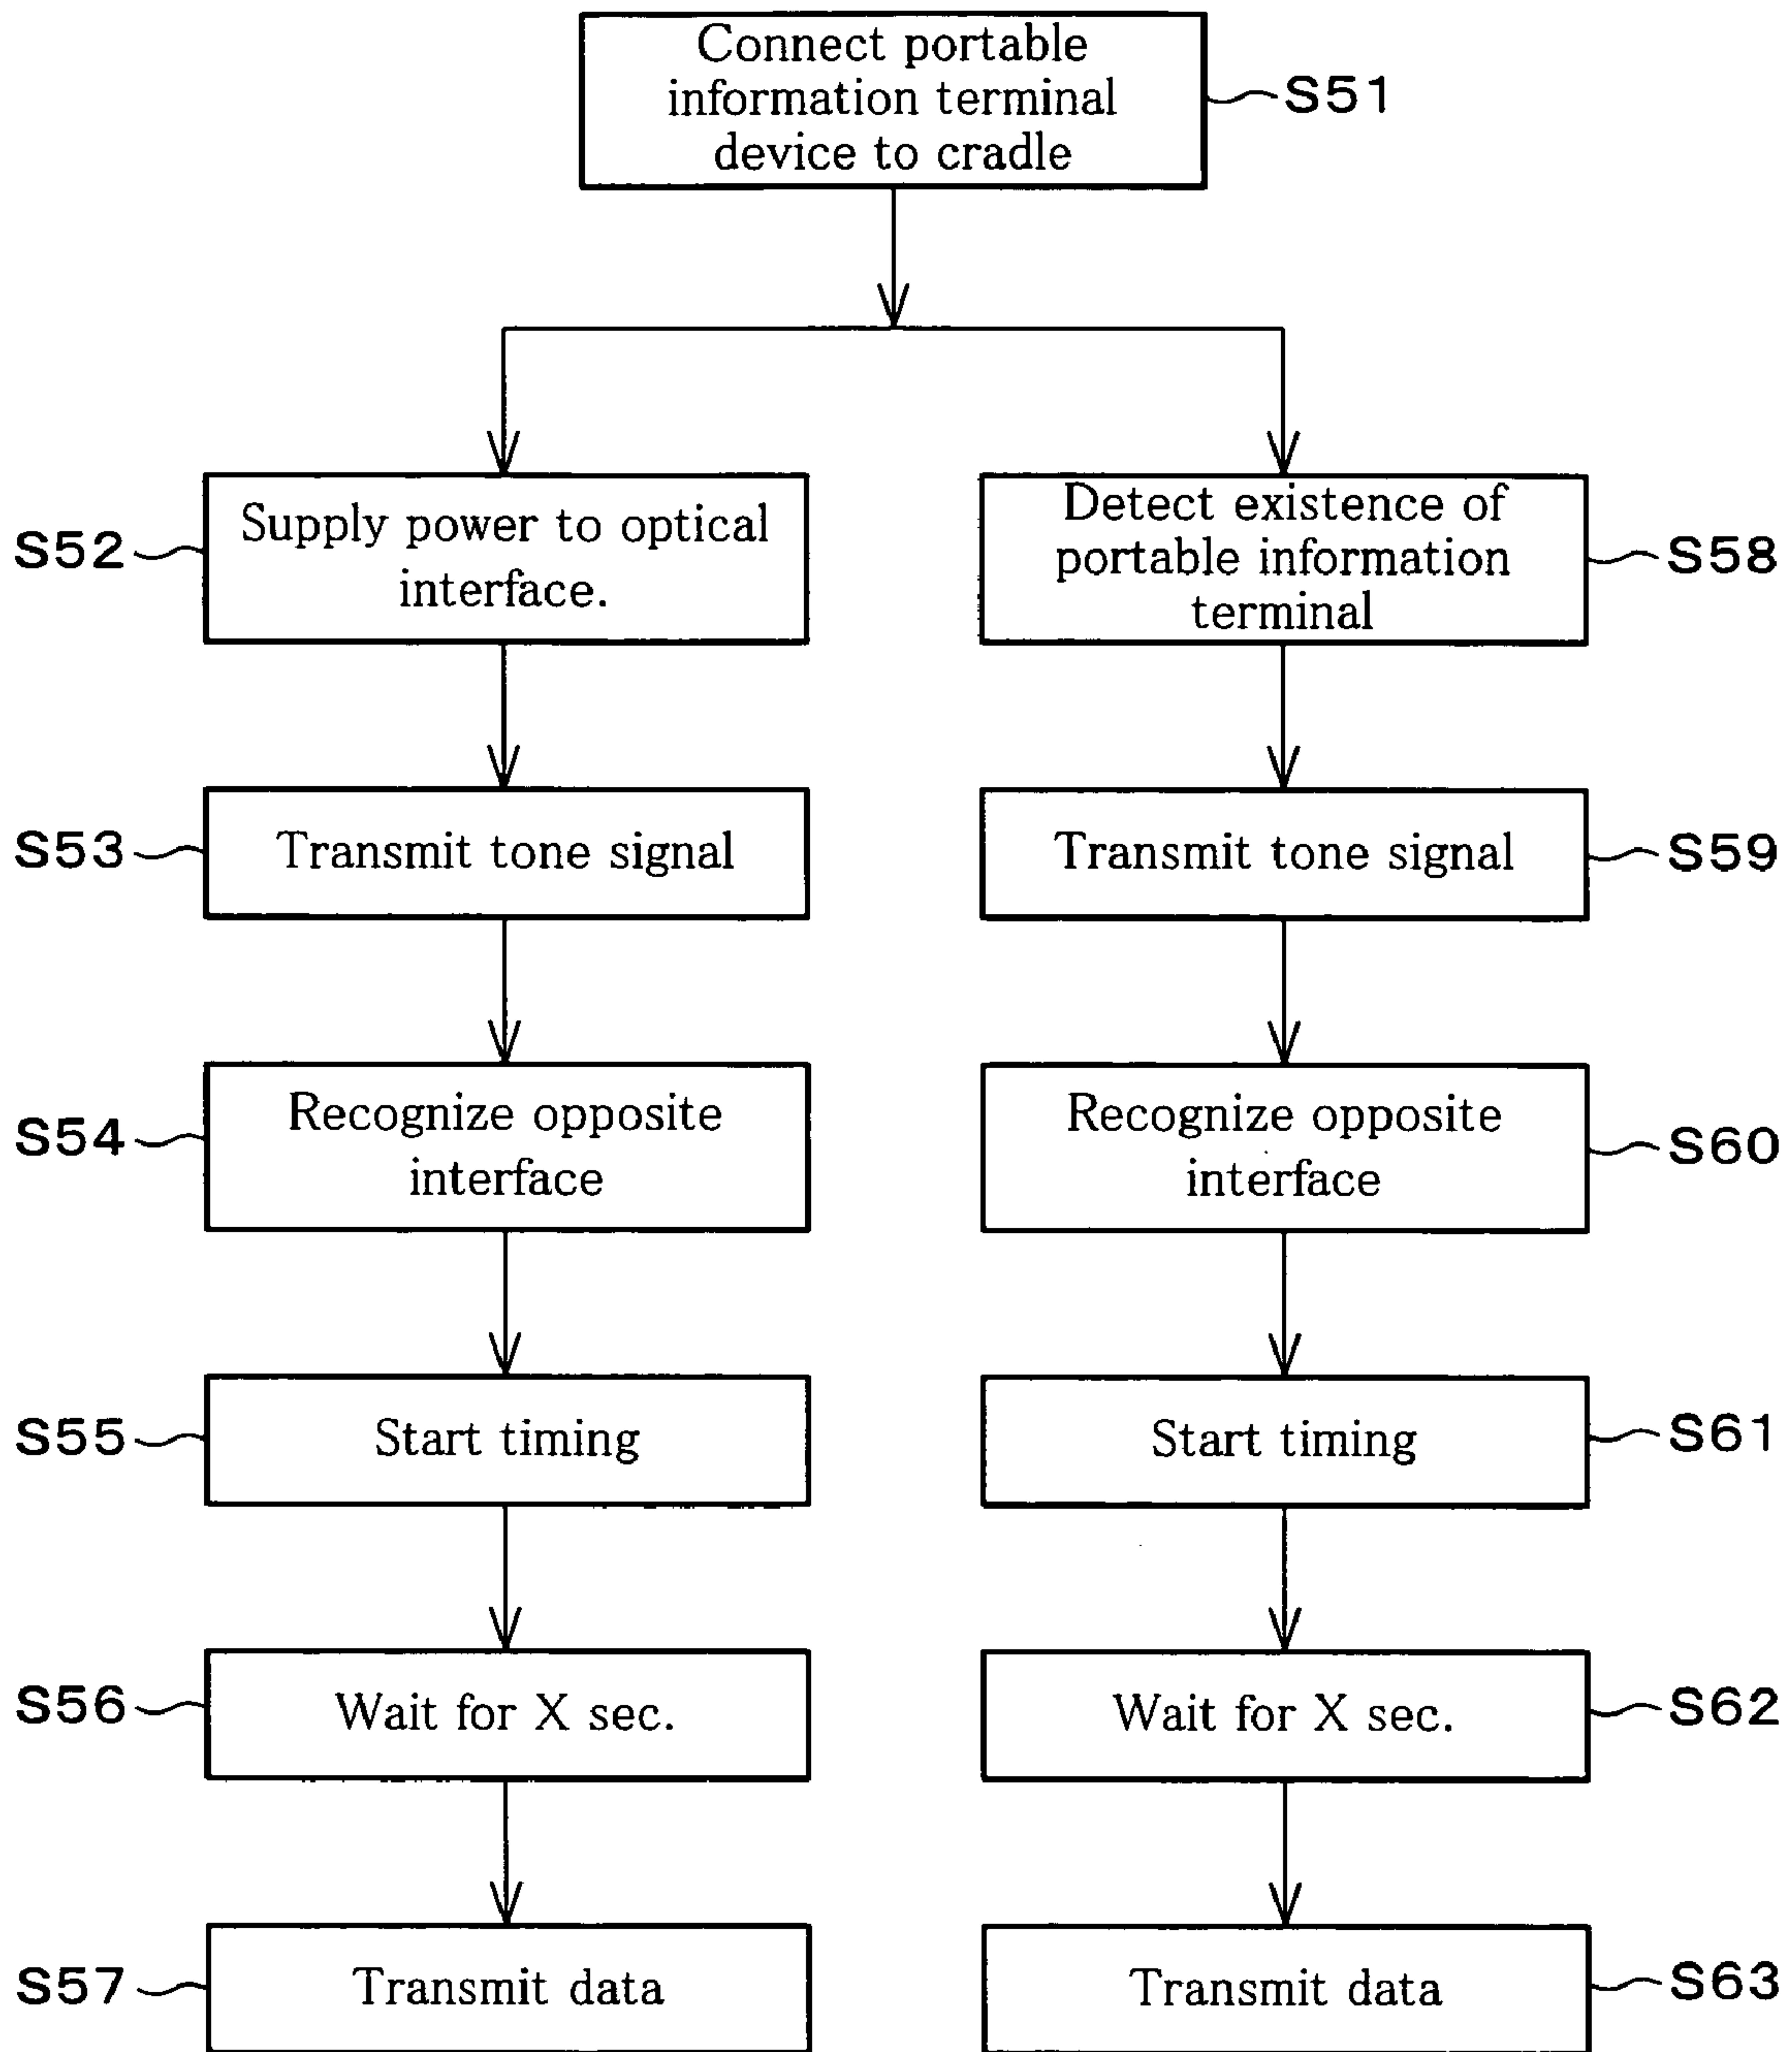 Connect portable
information terminal
device to cradle
S51
S52
Supply power to optical
interface.
S53
Transmit tone signal
S54
Recognize opposite
interface
S55
Start timing
S56
Wait for X sec.
S57
Transmit data
Detect existence of
portable information
terminal
S58
Transmit tone signal
S59
Recognize opposite
interface
S60
Start timing
S61
Wait for X sec.
S62
Transmit data
S63